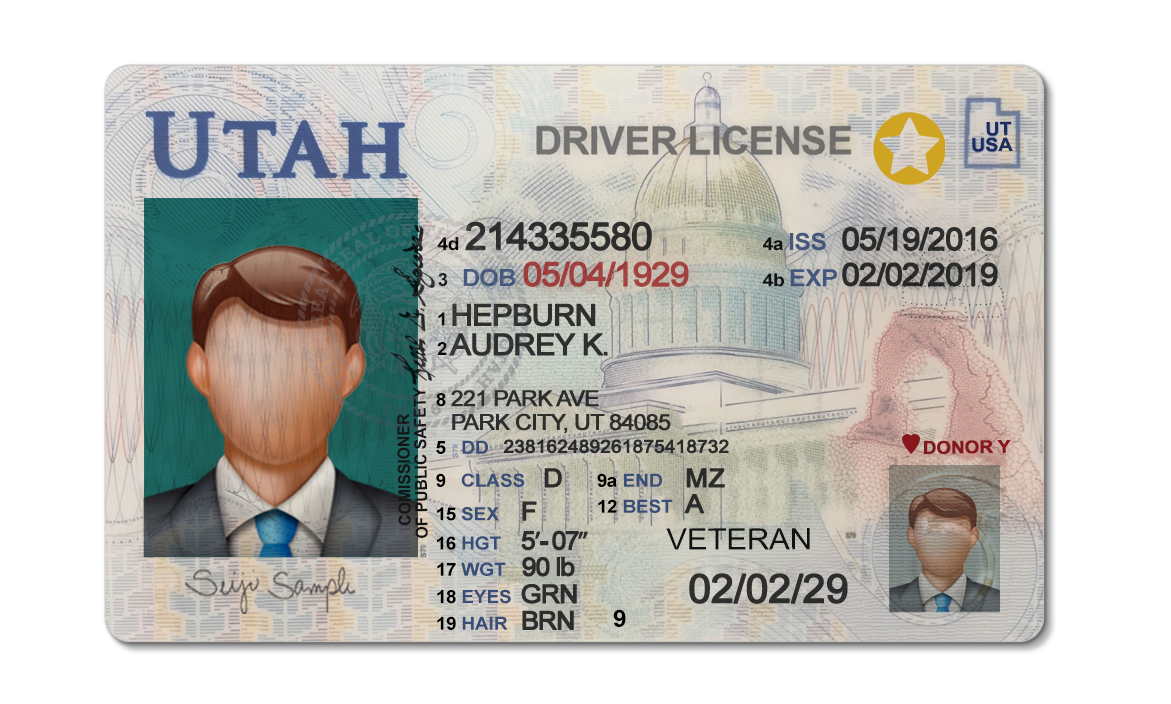 UTAH
DRIVER LICENSE
UT
USA
4d 214335580
4a ISS 05/19/2016
3 DOB 05/04/1929
4b EXP 02/02/2019
1 HEPBURN
2 AUDREY K.
8 221 PARK AVE
PARK CITY, UT 84085
5 DD 238162489261875418732
DONOR Y
9 CLASS D 9a END MZ
12 BEST A
15 SEX F
16 HGT 5'-07"
VETERAN
17 WGT 90 lb
18 EYES GRN
02/02/29
19 HAIR BRN 9
COMISSIONER
OF PUBLIC SAFETY
Seiji Sampli